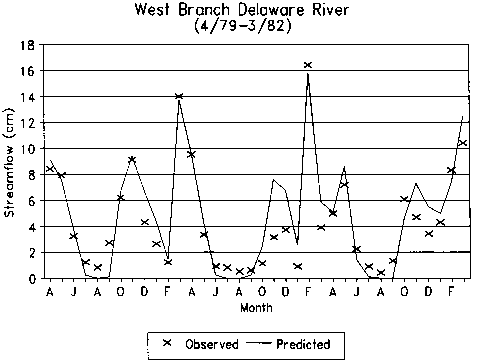 West Branch Delaware River
(4/79-3/82)
18
16
14
12
10
8
6
4
2
0
Streamflow (cm)
A J A O D F A J A O D F A J A O D F
Month
× Observed — Predicted